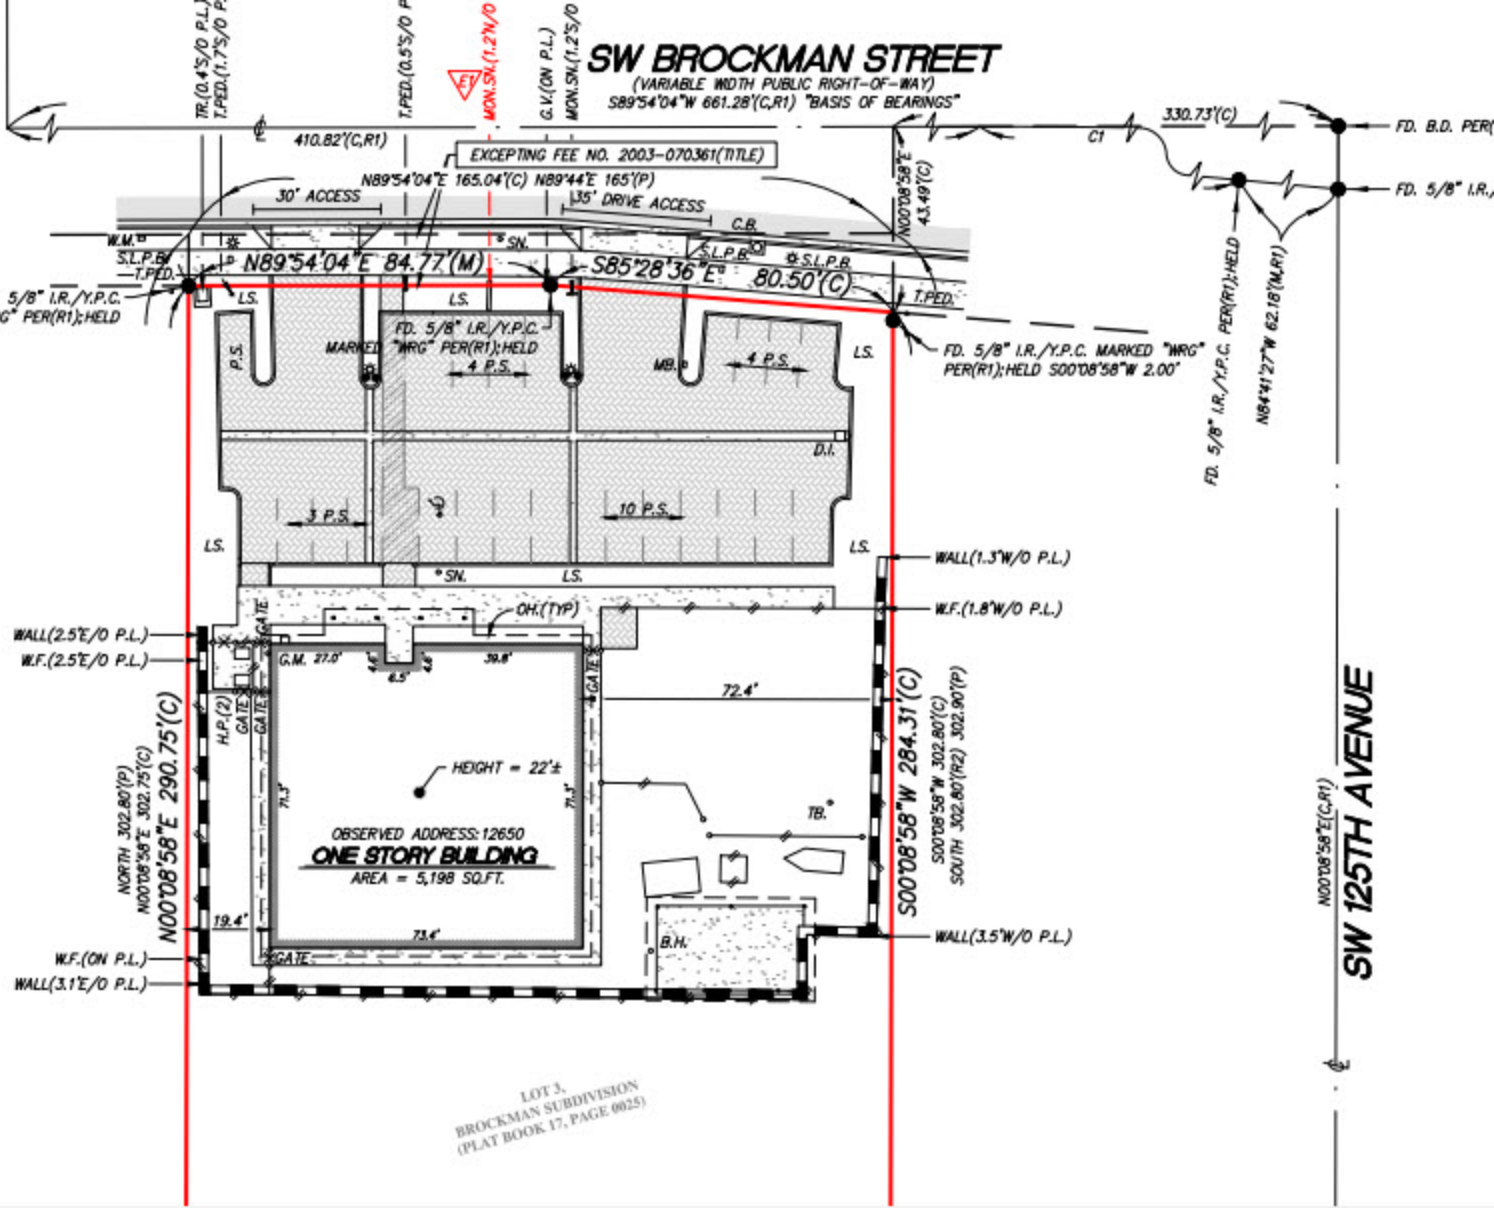 TR.(0.4'S/O P.L.)
T.PED.(1.7'S/O P.
T.PED.(0.5'S/O P
E1
MON.SN.(1.2'N/O
G.V.(ON P.L.)
MON.SN.(1.2'S/O
SW BROCKMAN STREET
(VARIABLE WIDTH PUBLIC RIGHT-OF-WAY)
S89°54'04"W 661.28'(C,R1) "BASIS OF BEARINGS"
410.82'(C,R1)
330.73'(C)
C1
FD. B.D. PER(
FD. 5/8" I.R./
EXCEPTING FEE NO. 2003-070361(TITLE)
N89°54'04"E 165.04'(C) N89°44'E 165'(P)
30' ACCESS
35' DRIVE ACCESS
N00°08'58"E
43.49'(C)
C.B.
W.M.
SN.
S.L.P.B.
T.PED.
S.L.P.B.
S.L.P.B.
T.PED.
N89°54'04"E 84.77'(M)
S85°28'36"E 80.50'(C)
5/8" I.R./Y.P.C.
G" PER(R1);HELD
LS.
LS.
FD. 5/8" I.R./Y.P.C.
MARKED "WRG" PER(R1);HELD
FD. 5/8" I.R./Y.P.C. MARKED "WRG"
PER(R1);HELD S00°08'58"W 2.00'
FD. 5/8" I.R./Y.P.C. PER(R1);HELD
N84°41'27"W 62.18'(M,R1)
P.S.
4 P.S.
MB.
4 P.S.
LS.
D.I.
3 P.S.
10 P.S.
LS.
LS.
SN.
LS.
WALL(1.3'W/O P.L.)
W.F.(1.8'W/O P.L.)
OH.(TYP)
GATE
WALL(2.5'E/O P.L.)
W.F.(2.5'E/O P.L.)
G.M.
27.0'
4.6'
6.5'
4.6'
39.8'
GATE
72.4'
H.P.(2)
GATE
GATE
NORTH 302.80'(P)
N00°08'58"E 302.75'(C)
N00°08'58"E 290.75'(C)
S00°08'58"W 284.31'(C)
S00°08'58"W 302.80'(C)
SOUTH 302.80'(R2) 302.90'(P)
HEIGHT = 22'±
71.3'
71.3'
TB.
OBSERVED ADDRESS:12650
ONE STORY BUILDING
AREA = 5,198 SQ.FT.
N00°08'58"E(C,R1)
SW 125TH AVENUE
19.4'
73.4'
B.H.
WALL(3.5'W/O P.L.)
W.F.(ON P.L.)
GATE
WALL(3.1'E/O P.L.)
LOT 3,
BROCKMAN SUBDIVISION
(PLAT BOOK 17, PAGE 0025)